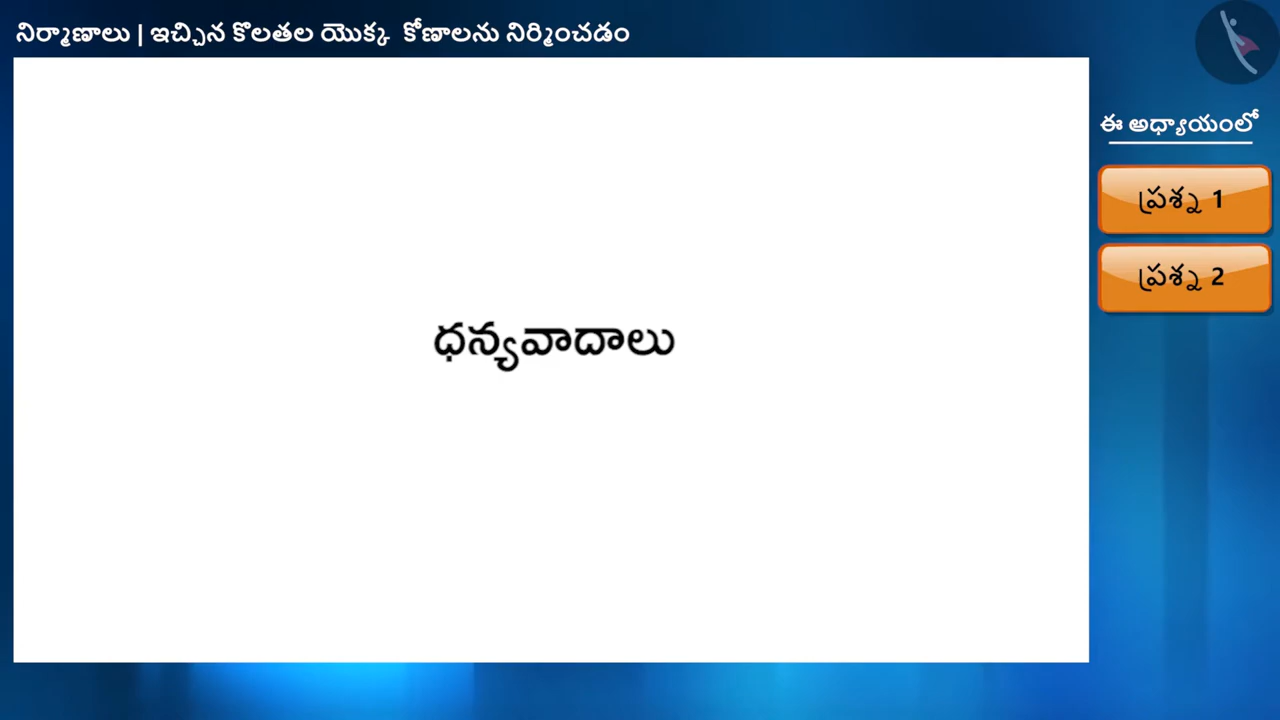 నిర్మాణాలు | ఇచ్చిన కొలతల యొక్క  కోణాలను నిర్మించడం
ఈ అధ్యాయంలో
ప్రశ్న 1
ప్రశ్న 2
ధన్యవాదాలు